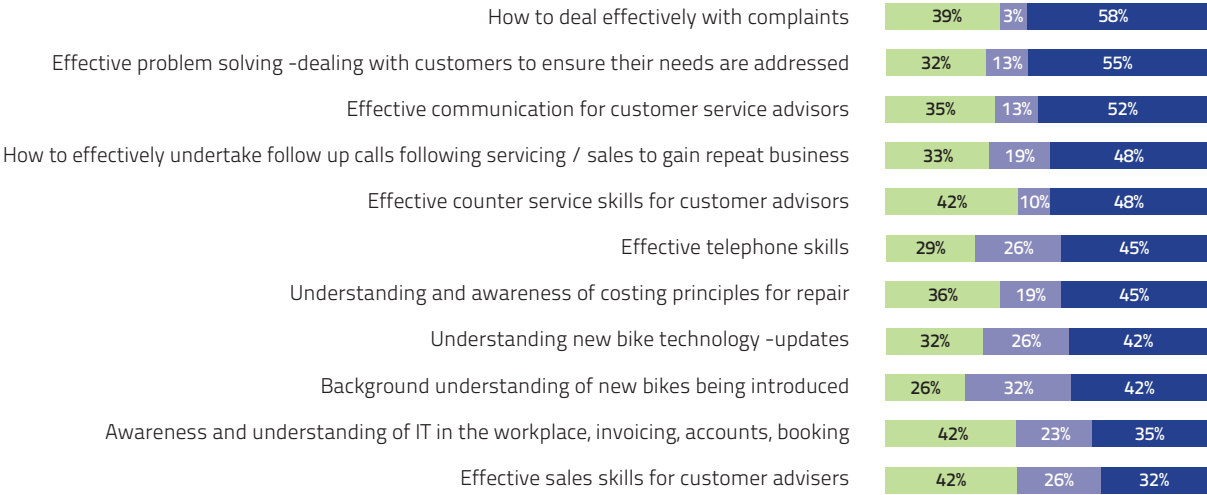 How to deal effectively with complaints 39% 3% 58%
Effective problem solving -dealing with customers to ensure their needs are addressed 32% 13% 55%
Effective communication for customer service advisors 35% 13% 52%
How to effectively undertake follow up calls following servicing / sales to gain repeat business 33% 19% 48%
Effective counter service skills for customer advisors 42% 10% 48%
Effective telephone skills 29% 26% 45%
Understanding and awareness of costing principles for repair 36% 19% 45%
Understanding new bike technology -updates 32% 26% 42%
Background understanding of new bikes being introduced 26% 32% 42%
Awareness and understanding of IT in the workplace, invoicing, accounts, booking 42% 23% 35%
Effective sales skills for customer advisers 42% 26% 32%